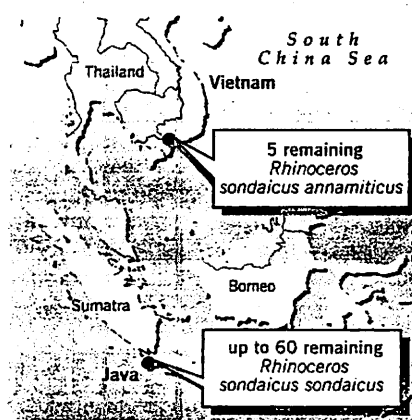 South
China Sea
Thailand
Vietnam
5 remaining
Rhinoceros
sondaicus annamiticus
Borneo
Sumatra
up to 60 remaining
Rhinoceros
sondaicus sondaicus
Java